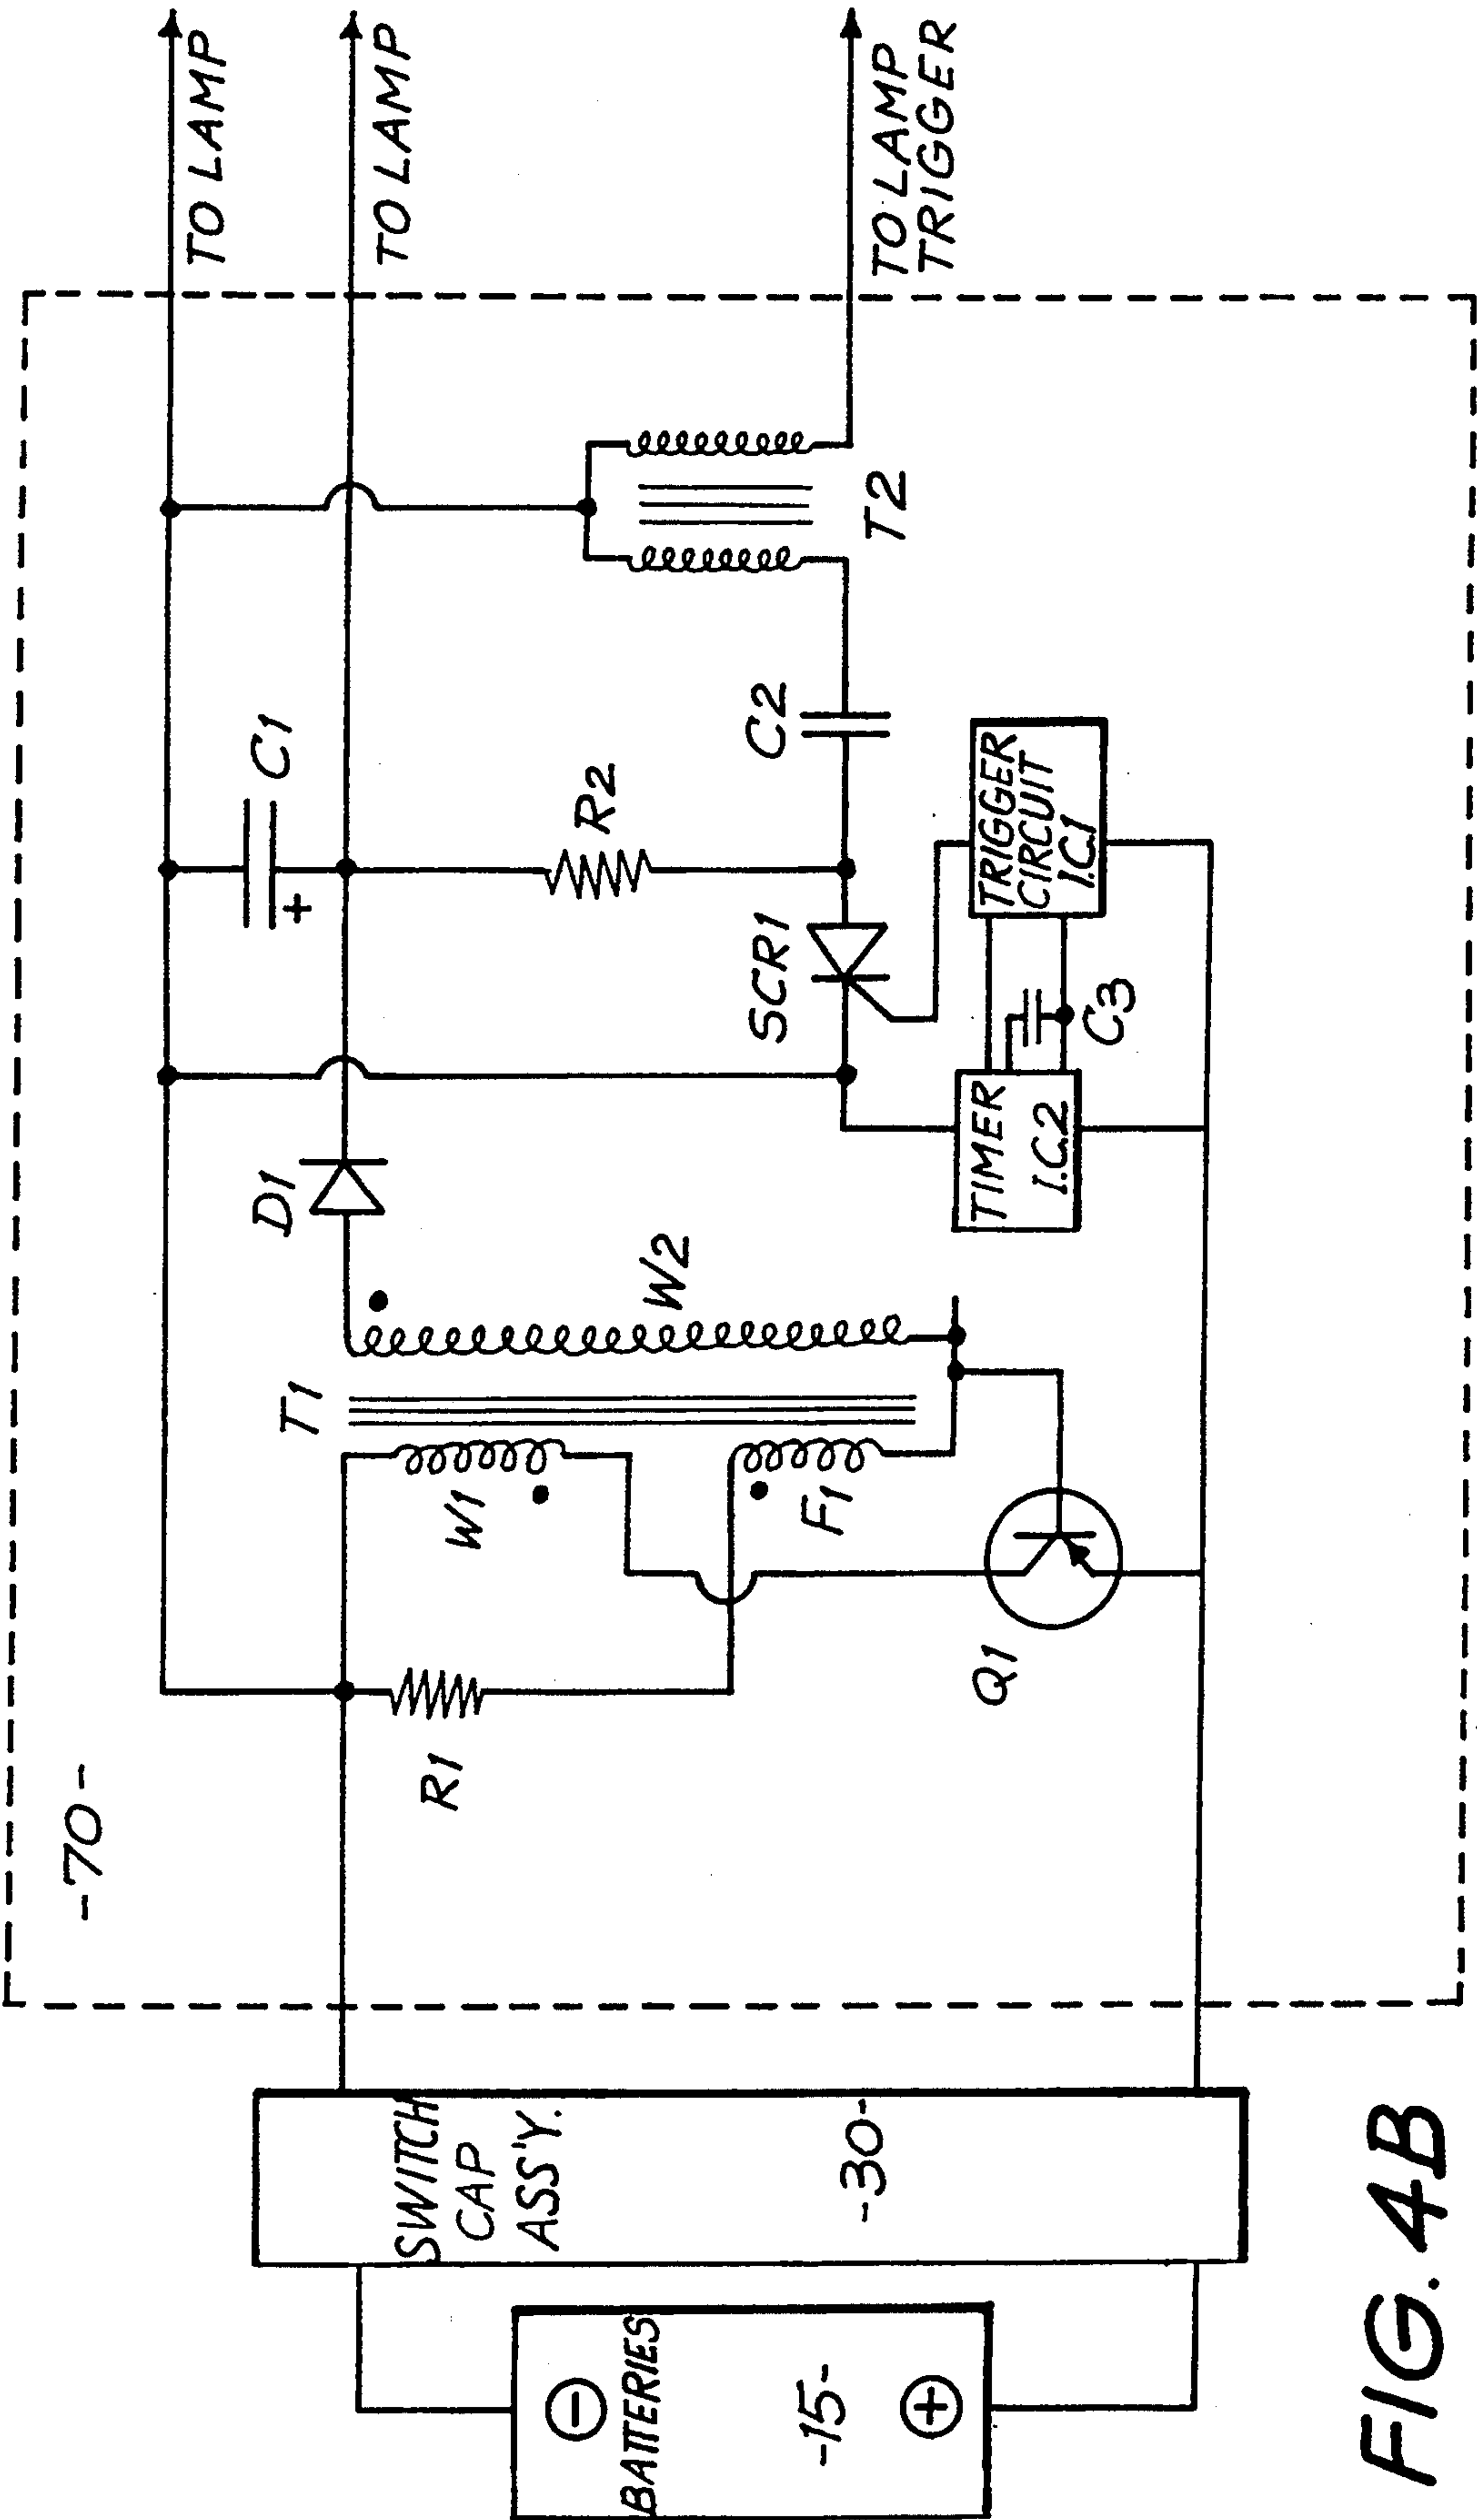 -70-
TO LAMP
TO LAMP
TO LAMP
TRIGGER
C1
+
D1
T1
W1
W2
F1
R1
R2
C2
T2
SCR1
Q1
TIMER
I.C.2
C3
TRIGGER
CIRCUIT
I.C.1
SWITCH
CAP
ASS'Y.
-30-
−
BATTERIES
-15-
+
FIG. 4B